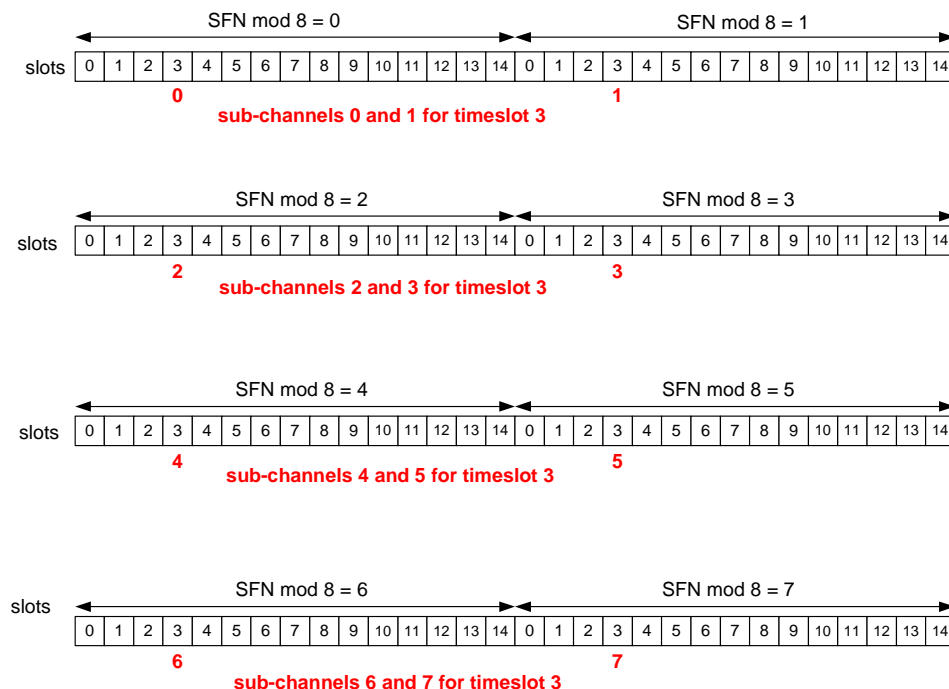 SFN mod 8 = 0 SFN mod 8 = 1
slots 0 1 2 3 4 5 6 7 8 9 10 11 12 13 14 0 1 2 3 4 5 6 7 8 9 10 11 12 13 14
0 1
sub-channels 0 and 1 for timeslot 3
SFN mod 8 = 2 SFN mod 8 = 3
slots 0 1 2 3 4 5 6 7 8 9 10 11 12 13 14 0 1 2 3 4 5 6 7 8 9 10 11 12 13 14
2 3
sub-channels 2 and 3 for timeslot 3
SFN mod 8 = 4 SFN mod 8 = 5
slots 0 1 2 3 4 5 6 7 8 9 10 11 12 13 14 0 1 2 3 4 5 6 7 8 9 10 11 12 13 14
4 5
sub-channels 4 and 5 for timeslot 3
SFN mod 8 = 6 SFN mod 8 = 7
slots
0 1 2 3 4 5 6 7 8 9 10 11 12 13 14 0 1 2 3 4 5 6 7 8 9 10 11 12 13 14
6 7
sub-channels 6 and 7 for timeslot 3